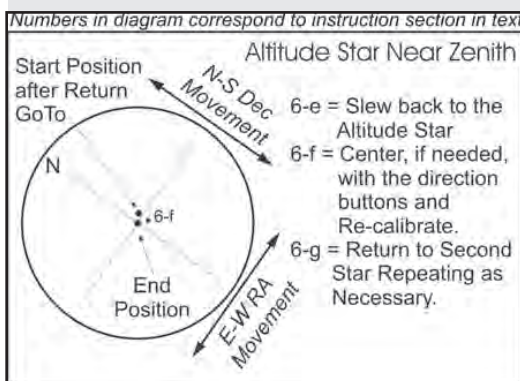 Numbers in diagram correspond to instruction section in text
Altitude Star Near Zenith
Start Position
after Return
GoTo
N-S Dec
Movement
N
6-f
End
Position
E-W RA
Movement
6-e = Slew back to the
Altitude Star
6-f = Center, if needed,
with the direction
buttons and
Re-calibrate.
6-g = Return to Second
Star Repeating as
Necessary.